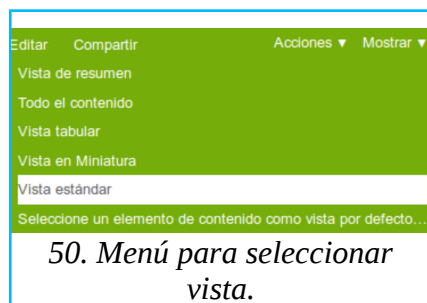 Editar Compartir Acciones ▼ Mostrar ▼
Vista de resumen
Todo el contenido
Vista tabular
Vista en Miniatura
Vista estándar
Seleccione un elemento de contenido como vista por defecto...
50. Menú para seleccionar
vista.